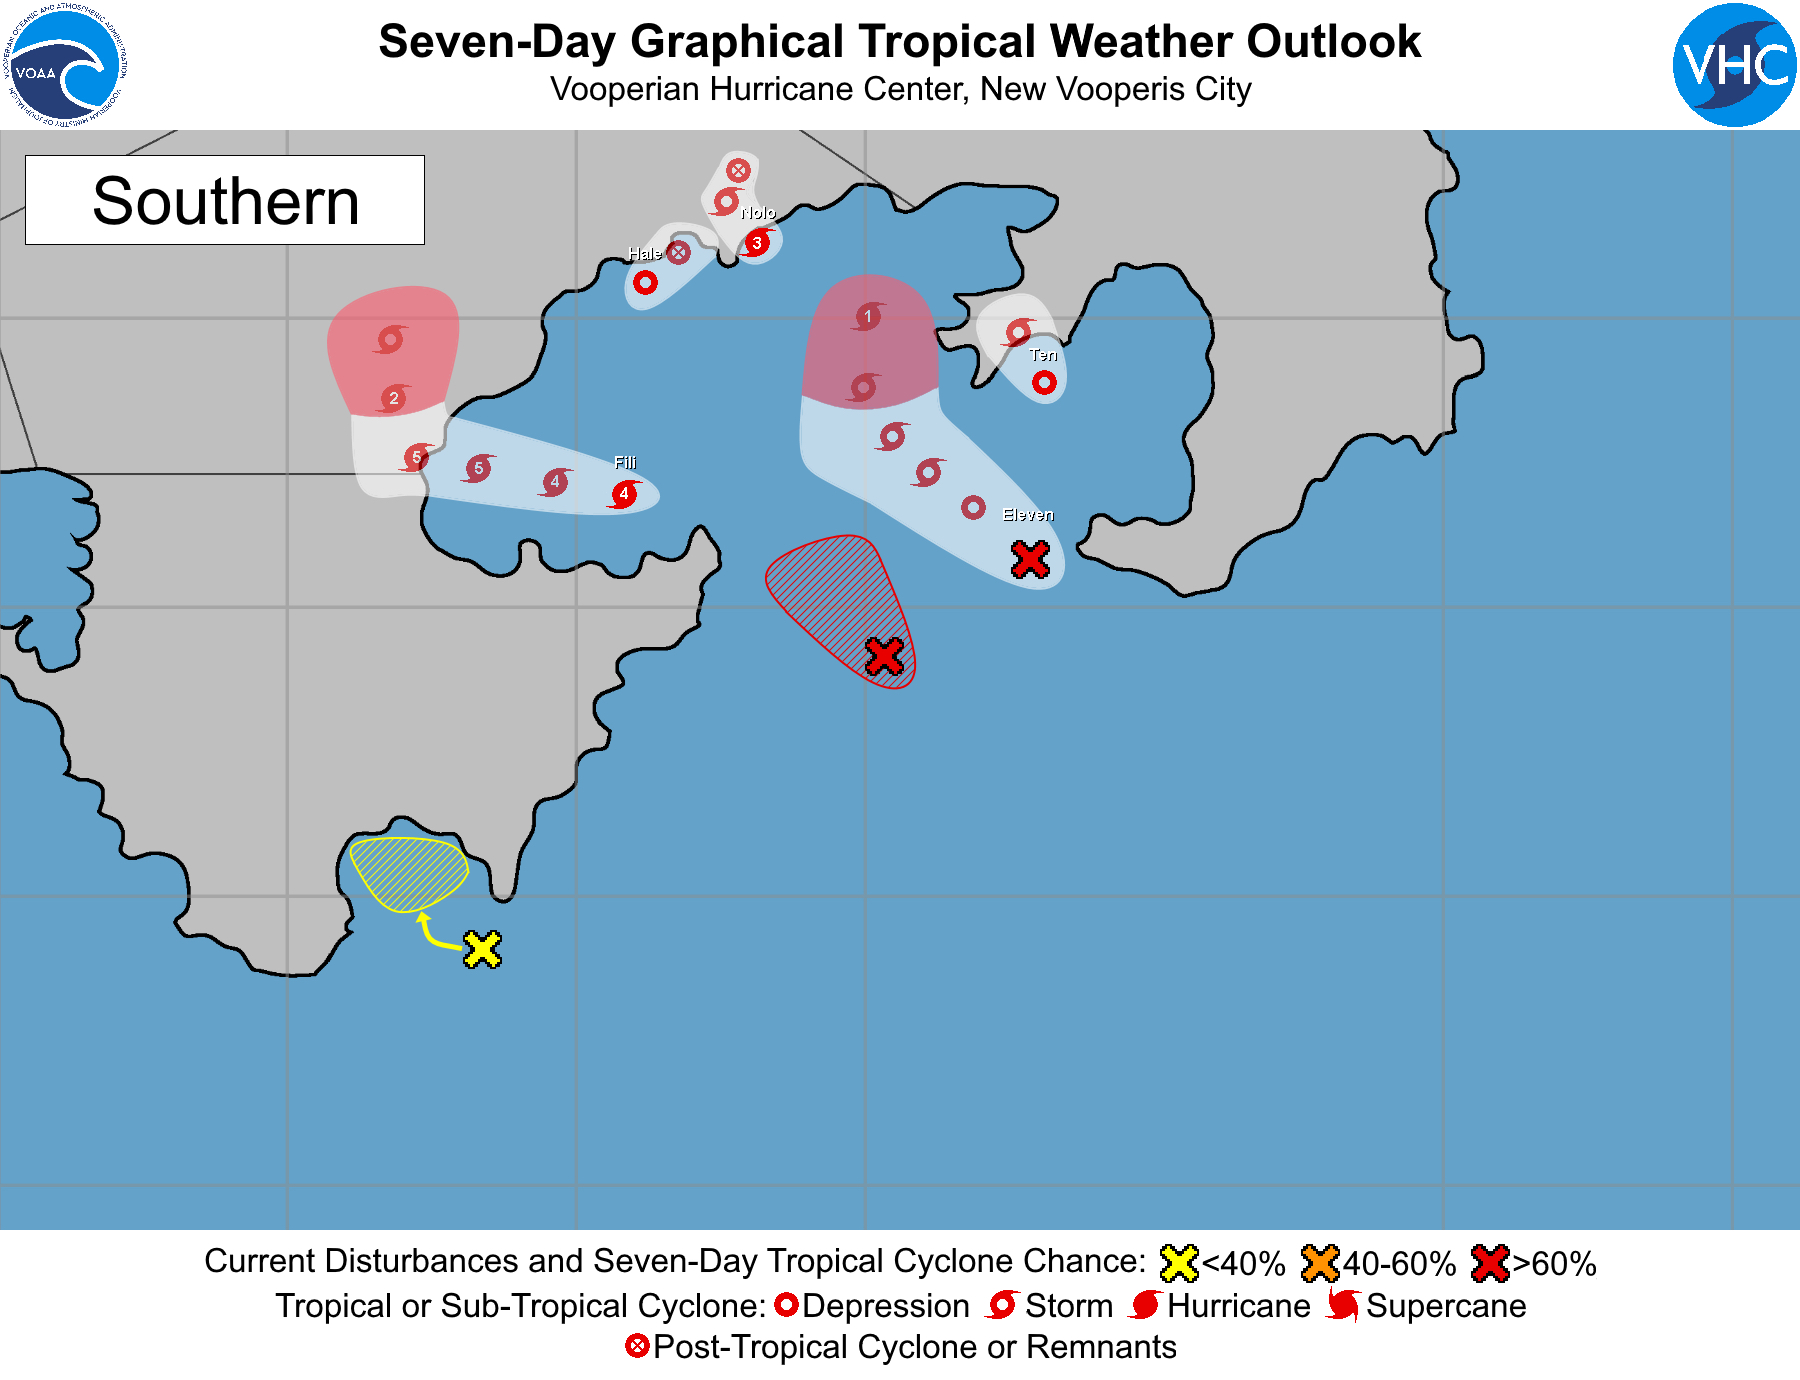 VOOPERIAN OCEANIC AND ATMOSPHERIC ADMINISTRATION
VOAA
VOOPERIAN MINISTRY OF JOURNALISM
Seven-Day Graphical Tropical Weather Outlook
Vooperian Hurricane Center, New Vooperis City
VHC
Southern
Nolo
3
Hale
1
Ten
2
5
5
4
Fili
4
Eleven
Current Disturbances and Seven-Day Tropical Cyclone Chance: <40% 40-60% >60%
Tropical or Sub-Tropical Cyclone: Depression Storm Hurricane Supercane
Post-Tropical Cyclone or Remnants